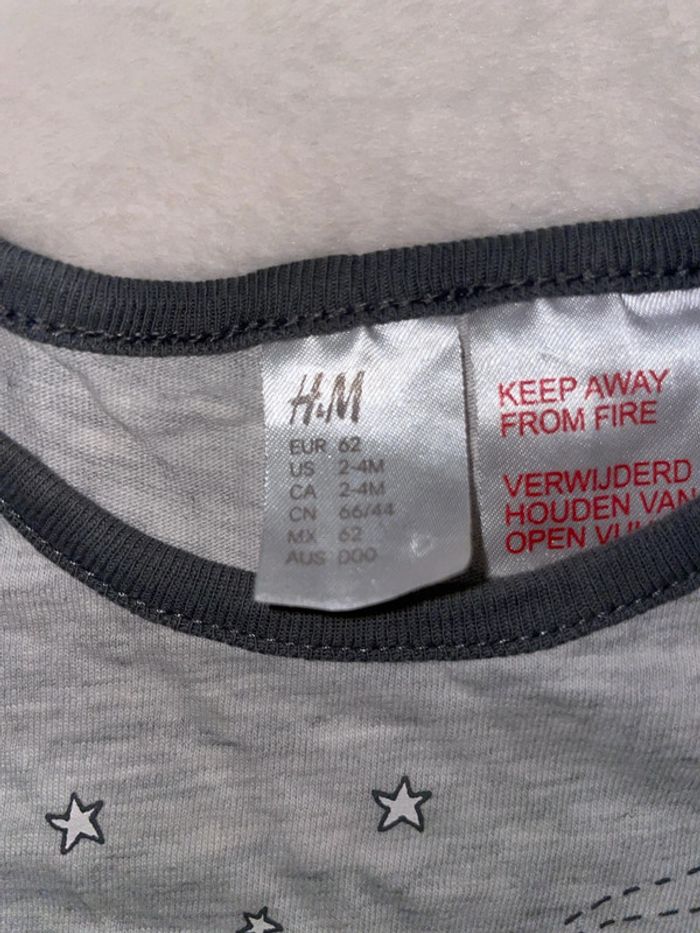 H&M
EUR 62
US 2-4M
CA 2-4M
CN 66/44
MX 62
AUS 000
KEEP AWAY
FROM FIRE
VERWIJDERD
HOUDEN VAN
OPEN